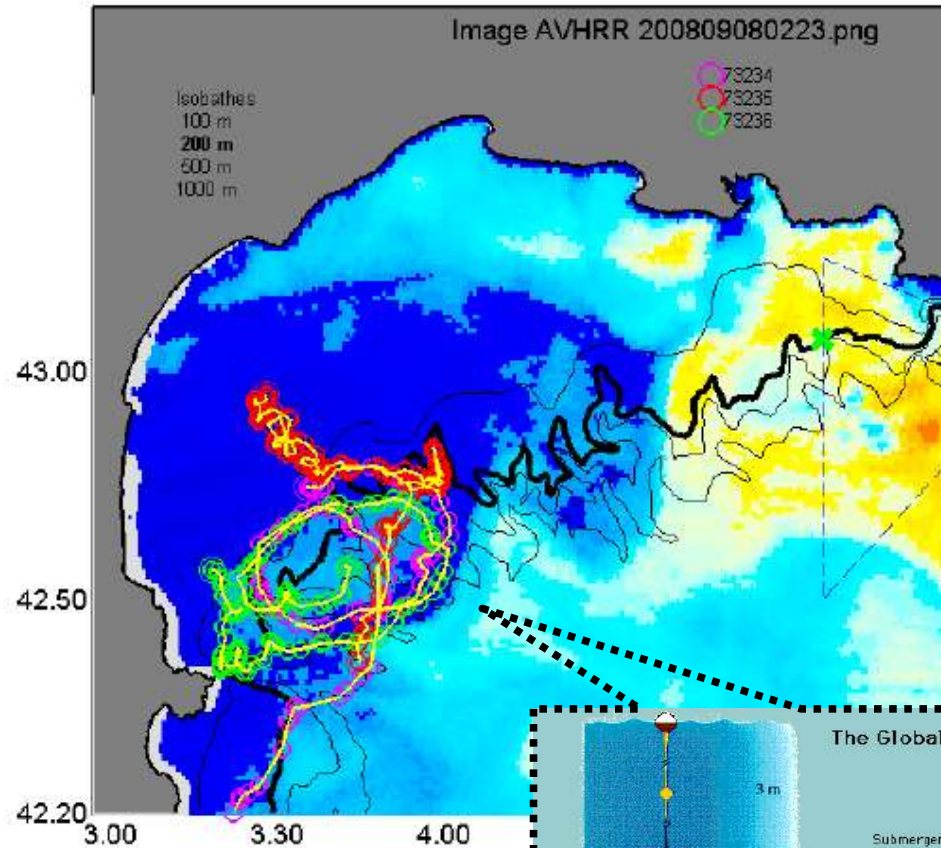 Image AVHRR 200809080223.png
73234
73235
73236
Isobathes
100 m
200 m
500 m
1000 m
43.00
42.50
42.20
3.00 3.30 4.00
The Global
3 m
Submerger